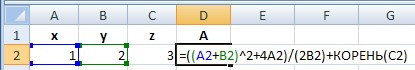 A B C D E F G H
1 x y z A
2 1 2 3 =((A2+B2)^2+4A2)/(2B2)+КОРЕНЬ(C2)